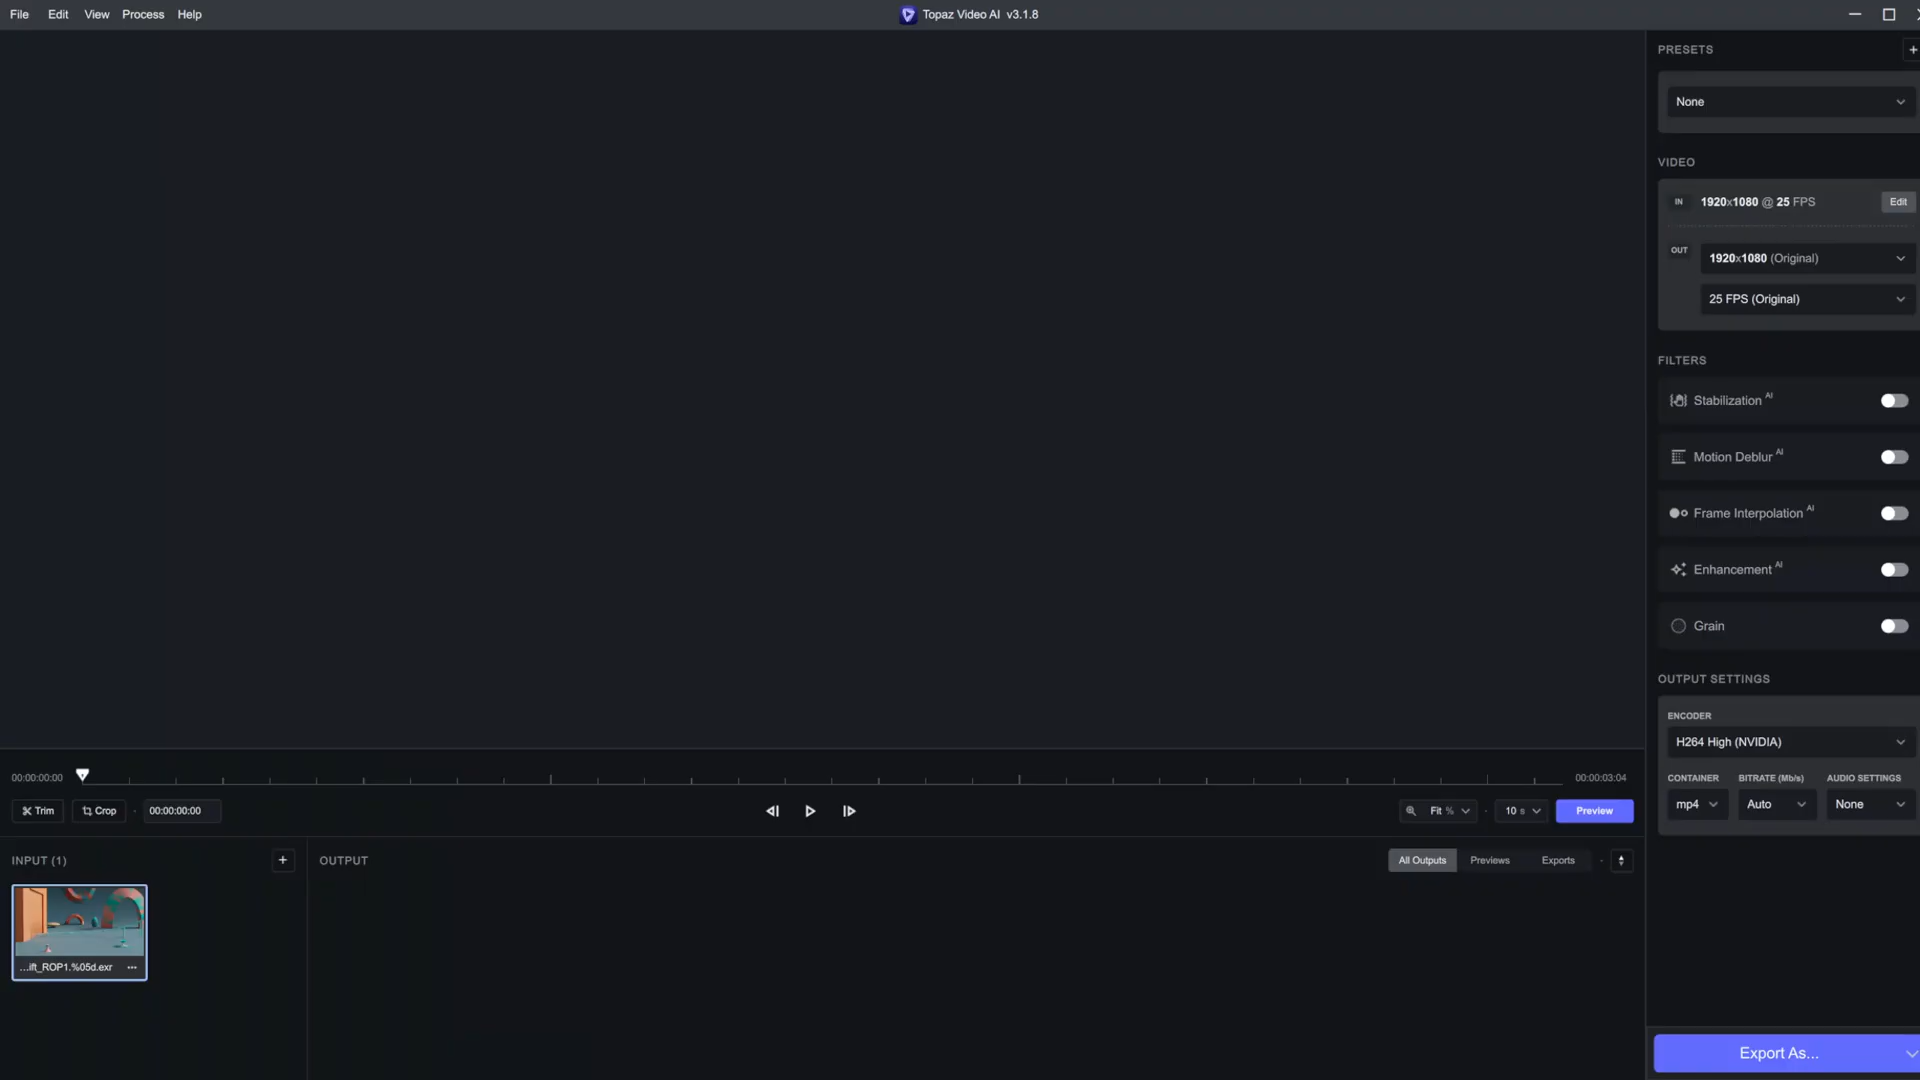 File Edit View Process Help
Topaz Video AI v3.1.8
PRESETS
None
VIDEO
IN 1920x1080 @ 25 FPS Edit
OUT 1920x1080 (Original)
25 FPS (Original)
FILTERS
Stabilization AI
Motion Deblur AI
Frame Interpolation AI
Enhancement AI
Grain
OUTPUT SETTINGS
ENCODER
H264 High (NVIDIA)
CONTAINER BITRATE (Mb/s) AUDIO SETTINGS
mp4 Auto None
00:00:00:00 00:00:03:04
Trim Crop 00:00:00:00 Fit % 10 s Preview
INPUT (1) OUTPUT All Outputs Previews Exports
...ift_ROP1.%05d.exr
Export As...